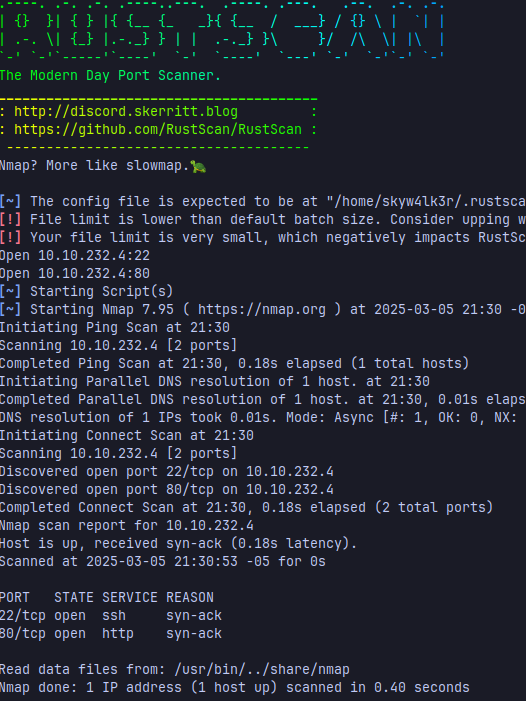 .----. .-. .-. .----..---.  .----. .---.   .--.  .-. .-.
| {}  }| { } |{ {__ {_   _}{ {__  /  ___} / {} \ |  `| |
| .-. \| {_} |.-._} } | |  .-._} }\     }/  /\  \| |\  |
`-' `-'`-----'`----'  `-'  `----'  `---' `-'  `-'`-' `-'
The Modern Day Port Scanner.
________________________________________
: http://discord.skerritt.blog         :
: https://github.com/RustScan/RustScan :
 --------------------------------------
Nmap? More like slowmap.🐢
[~] The config file is expected to be at "/home/skyw4lk3r/.rustsca
[!] File limit is lower than default batch size. Consider upping w
[!] Your file limit is very small, which negatively impacts RustSc
Open 10.10.232.4:22
Open 10.10.232.4:80
[~] Starting Script(s)
[~] Starting Nmap 7.95 ( https://nmap.org ) at 2025-03-05 21:30 -0
Initiating Ping Scan at 21:30
Scanning 10.10.232.4 [2 ports]
Completed Ping Scan at 21:30, 0.18s elapsed (1 total hosts)
Initiating Parallel DNS resolution of 1 host. at 21:30
Completed Parallel DNS resolution of 1 host. at 21:30, 0.01s elaps
DNS resolution of 1 IPs took 0.01s. Mode: Async [#: 1, OK: 0, NX:
Initiating Connect Scan at 21:30
Scanning 10.10.232.4 [2 ports]
Discovered open port 22/tcp on 10.10.232.4
Discovered open port 80/tcp on 10.10.232.4
Completed Connect Scan at 21:30, 0.18s elapsed (2 total ports)
Nmap scan report for 10.10.232.4
Host is up, received syn-ack (0.18s latency).
Scanned at 2025-03-05 21:30:53 -05 for 0s
PORT   STATE SERVICE REASON
22/tcp open  ssh     syn-ack
80/tcp open  http    syn-ack
Read data files from: /usr/bin/../share/nmap
Nmap done: 1 IP address (1 host up) scanned in 0.40 seconds